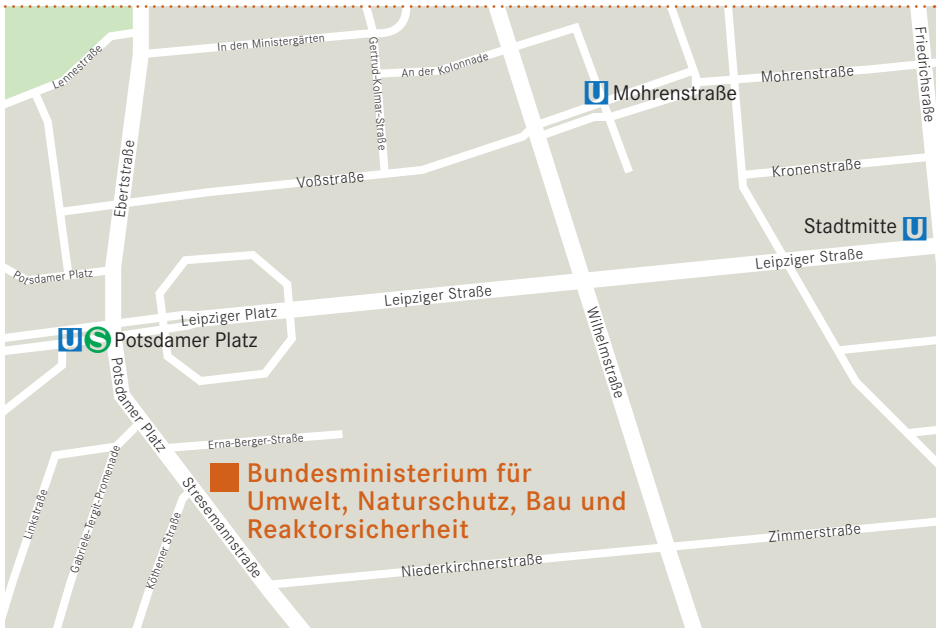 Lennestraße
In den Ministergärten
Gertrud-Kolmar-Straße
An der Kolonnade
U Mohrenstraße
Mohrenstraße
Friedrichsraße
Ebertstraße
Voßstraße
Kronenstraße
Stadtmitte U
Potsdamer Platz
Leipziger Straße
Leipziger Straße
Leipziger Platz
U S Potsdamer Platz
Wilhelmstraße
Potsdamer Platz
Erna-Berger-Straße
Bundesministerium für
Umwelt, Naturschutz, Bau und
Reaktorsicherheit
Linkstraße
Gabriele-Tergit-Promenade
Köthener Straße
Stresemannstraße
Niederkirchnerstraße
Zimmerstraße